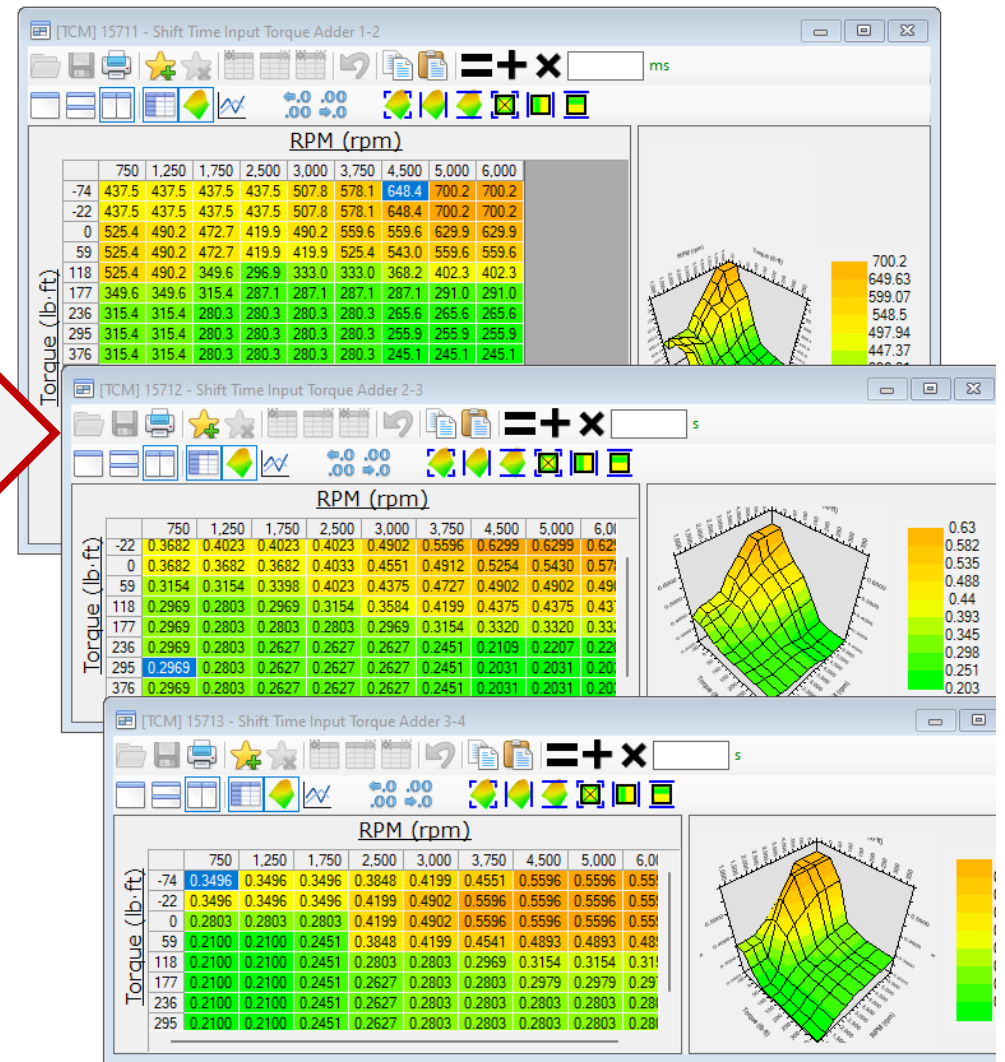 [TCM] 15711 - Shift Time Input Torque Adder 1-2
ms
RPM (rpm)
750 1,250 1,750 2,500 3,000 3,750 4,500 5,000 6,000
-74 437.5 437.5 437.5 437.5 507.8 578.1 648.4 700.2 700.2
-22 437.5 437.5 437.5 437.5 507.8 578.1 648.4 700.2 700.2
0 525.4 490.2 472.7 419.9 490.2 559.6 559.6 629.9 629.9
59 525.4 490.2 472.7 419.9 419.9 525.4 543.0 559.6 559.6
118 525.4 490.2 349.6 296.9 333.0 333.0 368.2 402.3 402.3
177 349.6 349.6 315.4 287.1 287.1 287.1 287.1 291.0 291.0
236 315.4 315.4 280.3 280.3 280.3 280.3 265.6 265.6 265.6
295 315.4 315.4 280.3 280.3 280.3 280.3 255.9 255.9 255.9
376 315.4 315.4 280.3 280.3 280.3 280.3 245.1 245.1 245.1
Torque (lb·ft)
700.2
649.63
599.07
548.5
497.94
447.37
[TCM] 15712 - Shift Time Input Torque Adder 2-3
s
RPM (rpm)
750 1,250 1,750 2,500 3,000 3,750 4,500 5,000
-22 0.3682 0.4023 0.4023 0.4023 0.4902 0.5596 0.6299 0.6299
0 0.3682 0.3682 0.3682 0.4033 0.4551 0.4912 0.5254 0.5430
59 0.3154 0.3154 0.3398 0.4023 0.4375 0.4727 0.4902 0.4902
118 0.2969 0.2803 0.2969 0.3154 0.3584 0.4199 0.4375 0.4375
177 0.2969 0.2803 0.2803 0.2803 0.2969 0.3154 0.3320 0.3320
236 0.2969 0.2803 0.2627 0.2627 0.2627 0.2451 0.2109 0.2207
295 0.2969 0.2803 0.2627 0.2627 0.2627 0.2451 0.2031 0.2031
376 0.2969 0.2803 0.2627 0.2627 0.2627 0.2451 0.2031 0.2031
Torque (lb·ft)
0.63
0.582
0.535
0.488
0.44
0.393
0.345
0.298
0.251
0.203
[TCM] 15713 - Shift Time Input Torque Adder 3-4
s
RPM (rpm)
750 1,250 1,750 2,500 3,000 3,750 4,500 5,000
-74 0.3496 0.3496 0.3496 0.3848 0.4199 0.4551 0.5596 0.5596
-22 0.3496 0.3496 0.3496 0.4199 0.4902 0.5596 0.5596 0.5596
0 0.2803 0.2803 0.2803 0.4199 0.4902 0.5596 0.5596 0.5596
59 0.2100 0.2100 0.2451 0.3848 0.4199 0.4541 0.4893 0.4893
118 0.2100 0.2100 0.2451 0.2803 0.2803 0.2969 0.3154 0.3154
177 0.2100 0.2100 0.2451 0.2627 0.2803 0.2803 0.2979 0.2979
236 0.2100 0.2100 0.2451 0.2627 0.2803 0.2803 0.2803 0.2803
295 0.2100 0.2100 0.2451 0.2627 0.2803 0.2803 0.2803 0.2803
Torque (lb·ft)